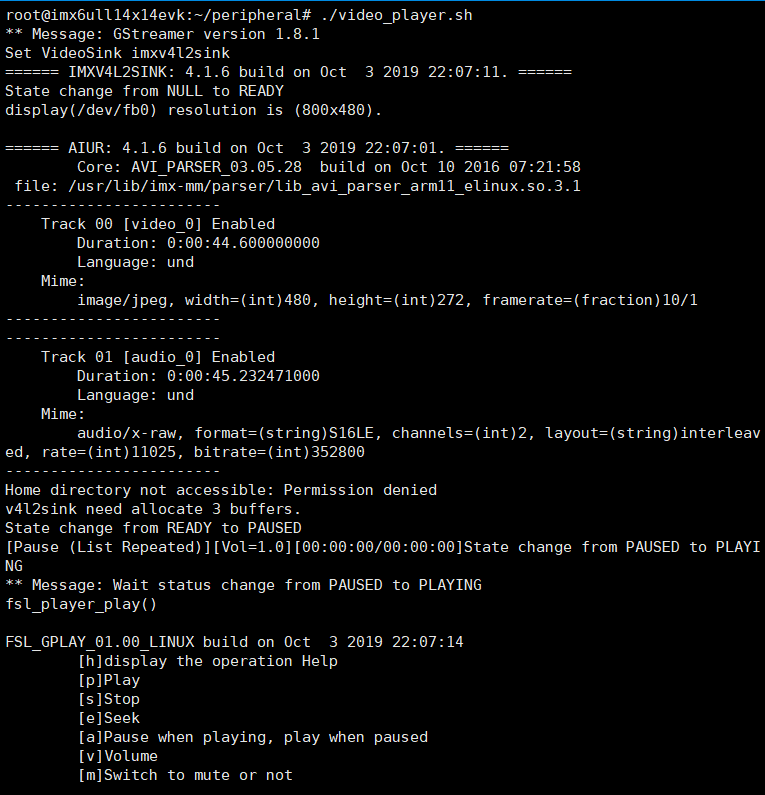 root@imx6ull14x14evk:~/peripheral# ./video_player.sh
** Message: GStreamer version 1.8.1
Set VideoSink imxv4l2sink
====== IMXV4L2SINK: 4.1.6 build on Oct  3 2019 22:07:11. ======
State change from NULL to READY
display(/dev/fb0) resolution is (800x480).

====== AIUR: 4.1.6 build on Oct  3 2019 22:07:01. ======
        Core: AVI_PARSER_03.05.28  build on Oct 10 2016 07:21:58
 file: /usr/lib/imx-mm/parser/lib_avi_parser_arm11_elinux.so.3.1
------------------------
    Track 00 [video_0] Enabled
        Duration: 0:00:44.600000000
        Language: und
    Mime:
        image/jpeg, width=(int)480, height=(int)272, framerate=(fraction)10/1
------------------------
------------------------
    Track 01 [audio_0] Enabled
        Duration: 0:00:45.232471000
        Language: und
    Mime:
        audio/x-raw, format=(string)S16LE, channels=(int)2, layout=(string)interleav
ed, rate=(int)11025, bitrate=(int)352800
------------------------
Home directory not accessible: Permission denied
v4l2sink need allocate 3 buffers.
State change from READY to PAUSED
[Pause (List Repeated)][Vol=1.0][00:00:00/00:00:00]State change from PAUSED to PLAYI
NG
** Message: Wait status change from PAUSED to PLAYING
fsl_player_play()

FSL_GPLAY_01.00_LINUX build on Oct  3 2019 22:07:14
        [h]display the operation Help
        [p]Play
        [s]Stop
        [e]Seek
        [a]Pause when playing, play when paused
        [v]Volume
        [m]Switch to mute or not